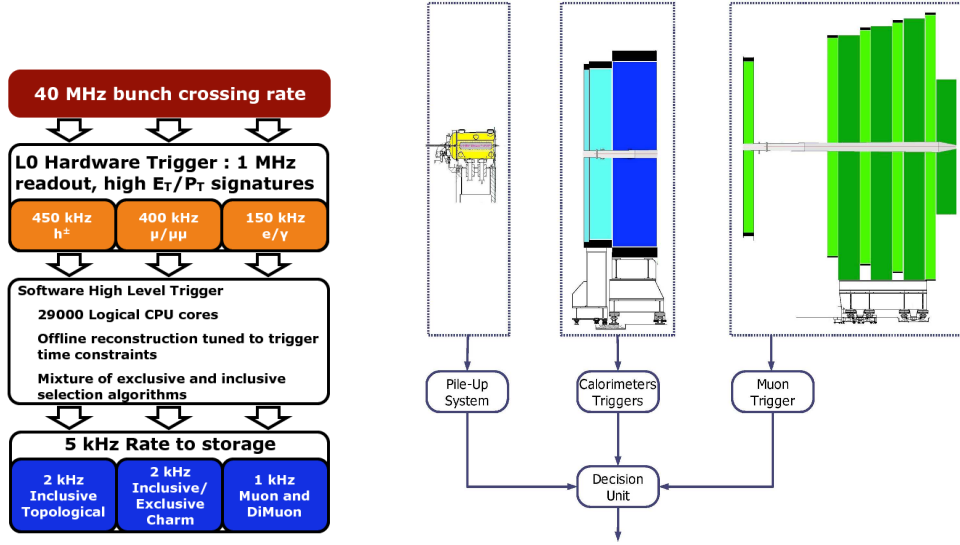 40 MHz bunch crossing rate
L0 Hardware Trigger : 1 MHz
readout, high E_T/P_T signatures
450 kHz
h±
400 kHz
μ/μμ
150 kHz
e/γ
Software High Level Trigger
29000 Logical CPU cores
Offline reconstruction tuned to trigger
time constraints
Mixture of exclusive and inclusive
selection algorithms
5 kHz Rate to storage
2 kHz
Inclusive
Topological
2 kHz
Inclusive/
Exclusive
Charm
1 kHz
Muon and
DiMuon
Pile-Up
System
Calorimeters
Triggers
Muon
Trigger
Decision
Unit